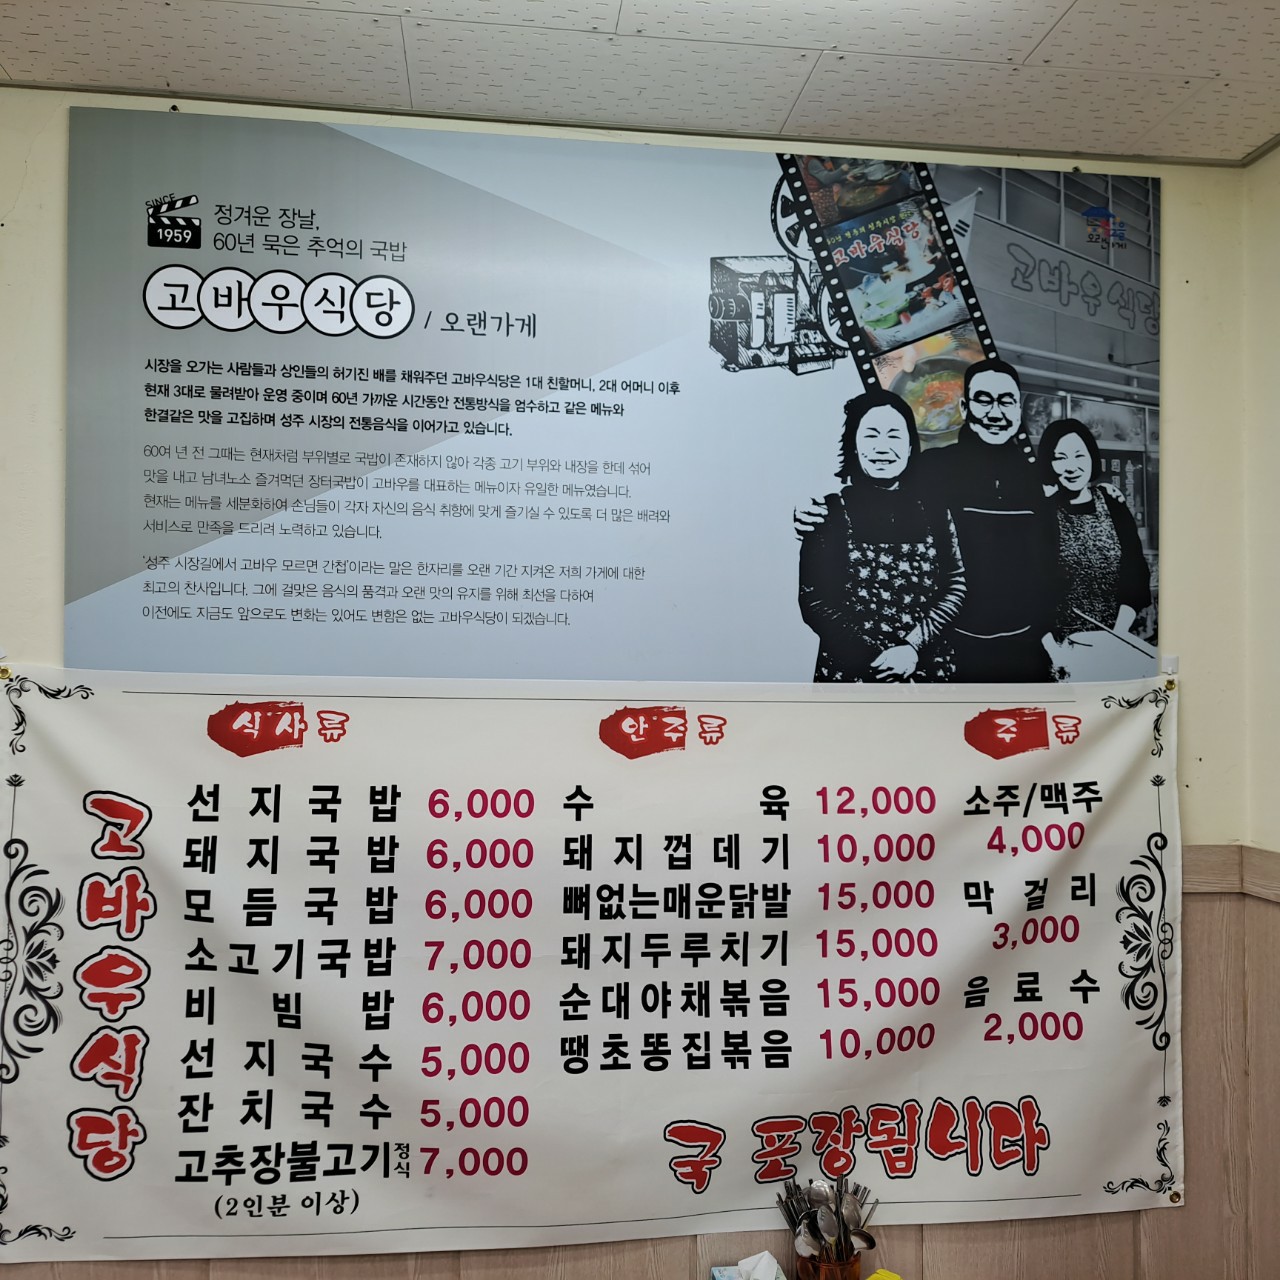 SINCE
1959
정겨운 장날,
60년 묵은 추억의 국밥
고바우식당 / 오랜가게
시장을 오가는 사람들과 상인들의 허기진 배를 채워주던 고바우식당은 1대 친할머니, 2대 어머니 이후
현재 3대로 물려받아 운영 중이며 60년 가까운 시간동안 전통방식을 엄수하고 같은 메뉴와
한결같은 맛을 고집하며 성주 시장의 전통음식을 이어가고 있습니다.
60여 년 전 그때는 현재처럼 부위별로 국밥이 존재하지 않아 각종 고기 부위와 내장을 한데 섞어
맛을 내고 남녀노소 즐겨먹던 장터국밥이 고바우를 대표하는 메뉴이자 유일한 메뉴였습니다.
현재는 메뉴를 세분화하여 손님들이 각자 자신의 음식 취향에 맞게 즐기실 수 있도록 더 많은 배려와
서비스로 만족을 드리려 노력하고 있습니다.
'성주 시장길에서 고바우 모르면 간첩'이라는 말은 한자리를 오랜 기간 지켜온 저희 가게에 대한
최고의 찬사입니다. 그에 걸맞은 음식의 품격과 오랜 맛의 유지를 위해 최선을 다하여
이전에도 지금도 앞으로도 변화는 있어도 변함은 없는 고바우식당이 되겠습니다.
고바우식당
고바우식당
오랜가게
고바우식당
식사류
선지국밥 6,000
돼지국밥 6,000
모듬국밥 6,000
소고기국밥 7,000
비빔밥 6,000
선지국수 5,000
잔치국수 5,000
고추장불고기정식 7,000
(2인분 이상)
안주류
수육 12,000
돼지껍데기 10,000
뼈없는매운닭발 15,000
돼지두루치기 15,000
순대야채볶음 15,000
땡초똥집볶음 10,000
주류
소주/맥주
4,000
막걸리
3,000
음료수
2,000
국 포장됩니다